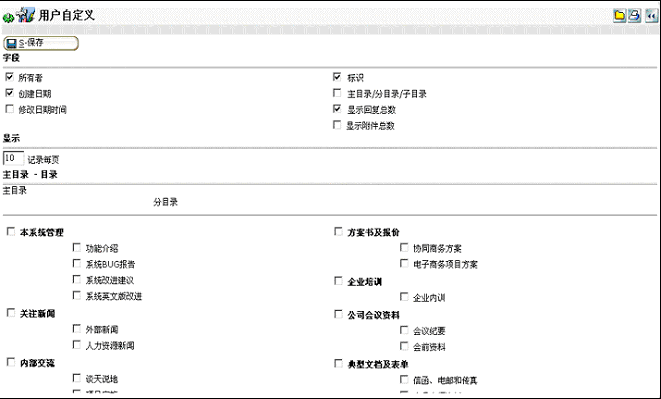 用户自定义
S-保存
字段
所有者
标识
创建日期
主目录/分目录/子目录
修改日期时间
显示回复总数
显示附件总数
显示
10 记录每页
主目录 - 目录
主目录
分目录
本系统管理
功能介绍
系统BUG报告
系统改进建议
系统英文版改进
关注新闻
外部新闻
人力资源新闻
内部交流
谈天说地
方案书及报价
协同商务方案
电子商务项目方案
企业培训
企业内训
公司会议资料
会议纪要
会前资料
典型文档及表单
信函、电邮和传真